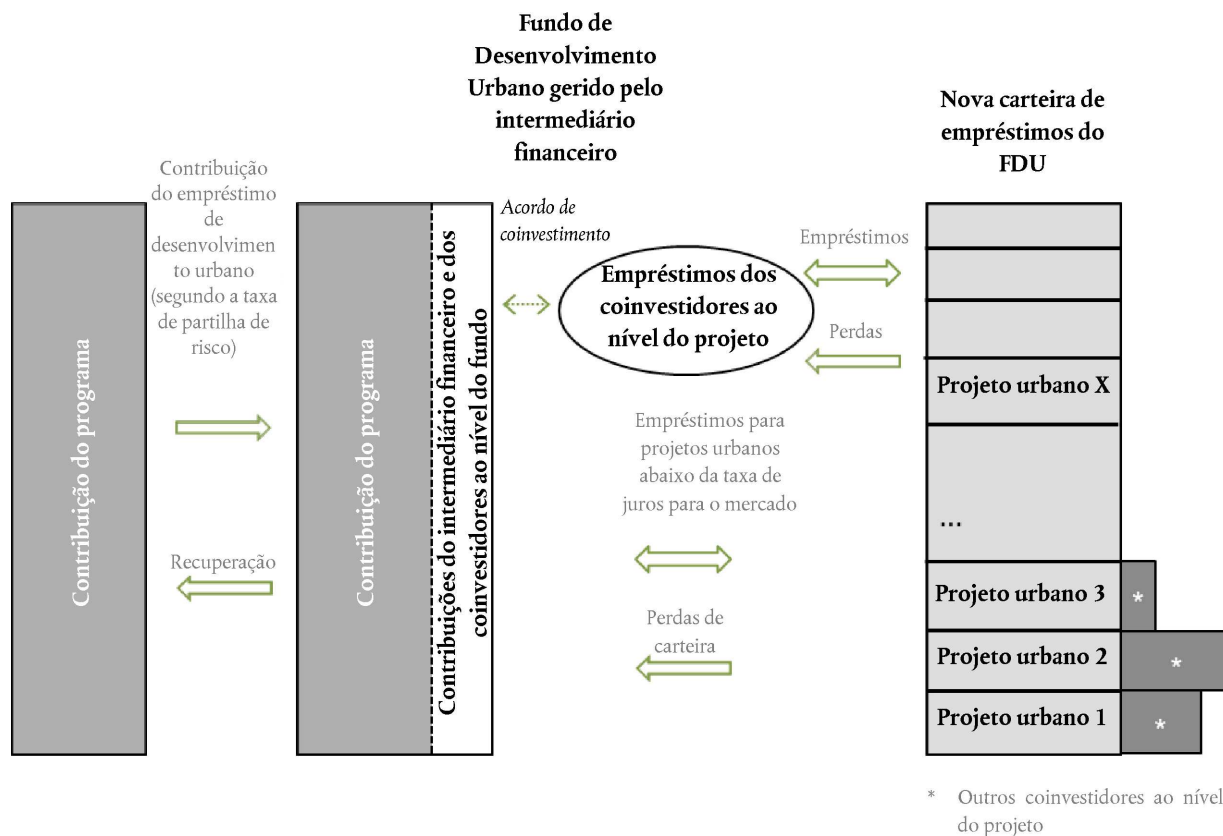 Fundo de
Desenvolvimento
Urbano gerido pelo
intermediário
financeiro
Nova carteira de
empréstimos do
FDU
Contribuição
do empréstimo
de
desenvolvimen
to urbano
(segundo a taxa
de partilha de
risco)
Contribuição do programa
Recuperação
Contribuição do programa
Contribuições do intermediário financeiro e dos
coinvestidores ao nível do fundo
Acordo de
coinvestimento
Empréstimos dos
coinvestidores ao
nível do projeto
Empréstimos
Perdas
Empréstimos para
projetos urbanos
abaixo da taxa de
juros para o mercado
Perdas de
carteira
Projeto urbano X
...
Projeto urbano 3 *
Projeto urbano 2 *
Projeto urbano 1 *
* Outros coinvestidores ao nível
do projeto